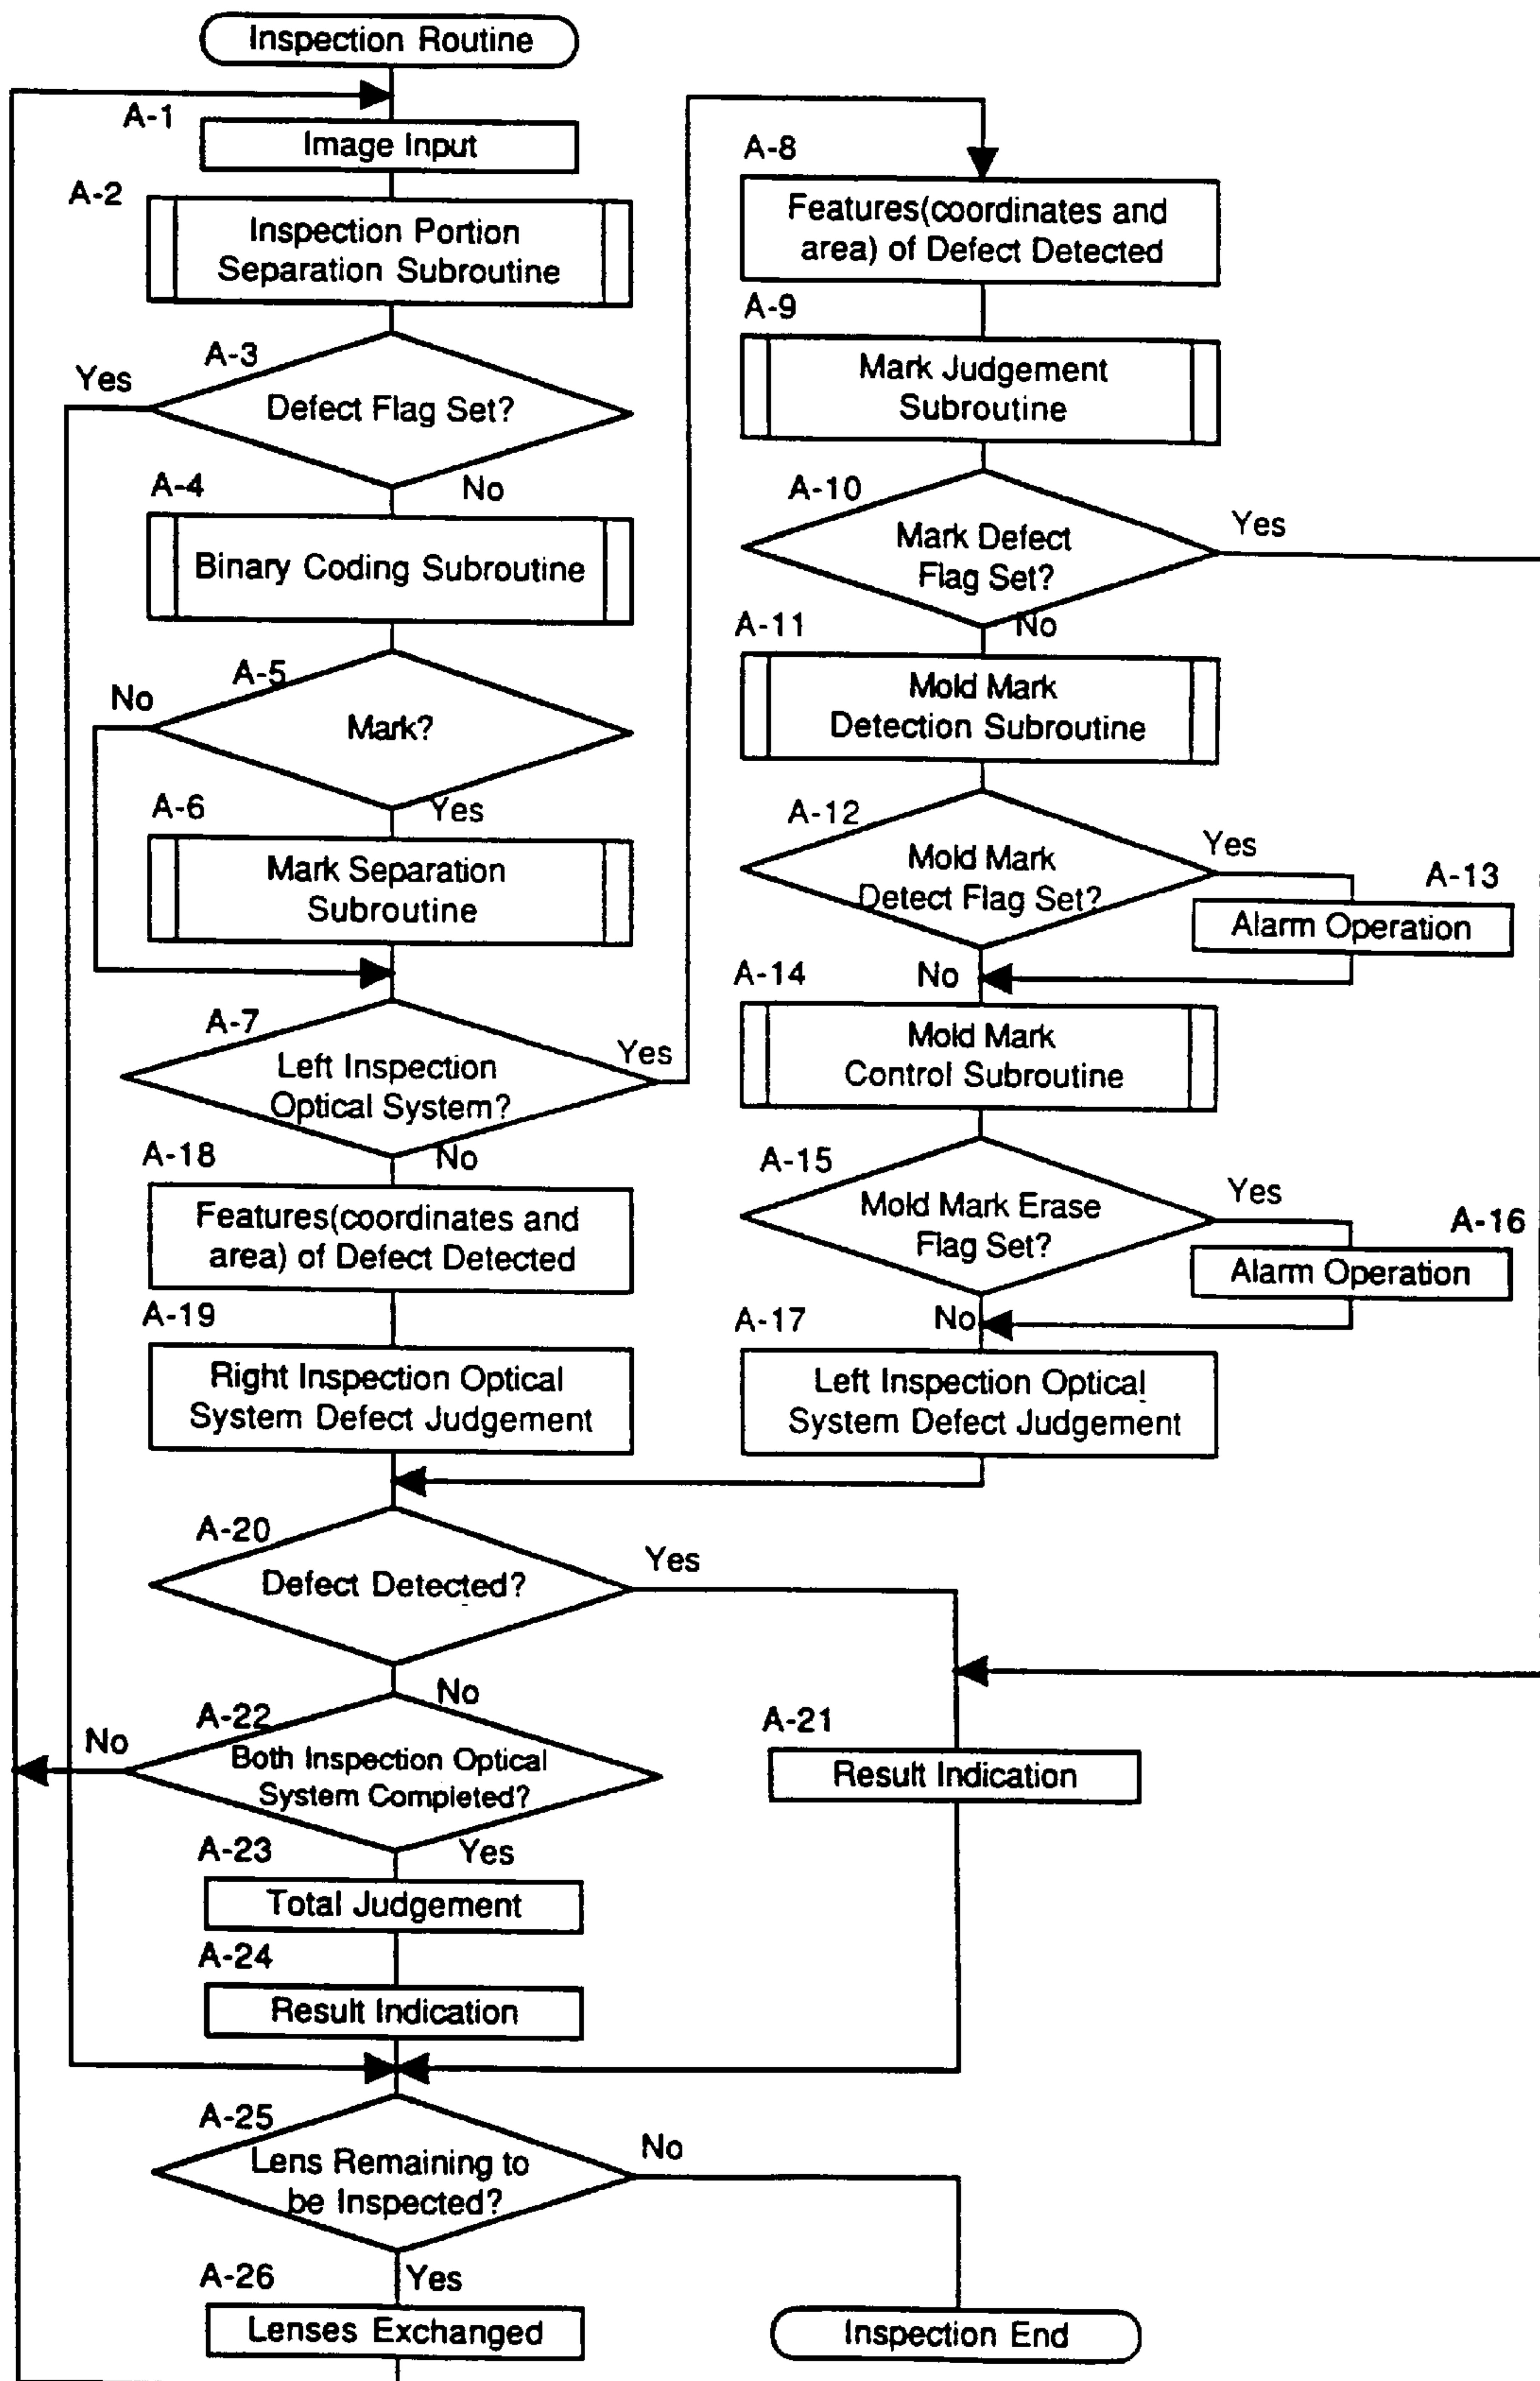 Inspection Routine
A-1
Image Input
A-2
Inspection Portion
Separation Subroutine
A-3
Yes
Defect Flag Set?
No
A-4
Binary Coding Subroutine
A-5
No
Mark?
Yes
A-6
Mark Separation
Subroutine
A-7
Left Inspection
Optical System?
Yes
No
A-8
Features(coordinates and
area) of Defect Detected
A-9
Mark Judgement
Subroutine
A-10
Mark Defect
Flag Set?
Yes
No
A-11
Mold Mark
Detection Subroutine
A-12
Mold Mark
Detect Flag Set?
Yes
A-13
Alarm Operation
No
A-14
Mold Mark
Control Subroutine
A-15
Mold Mark Erase
Flag Set?
Yes
A-16
Alarm Operation
No
A-17
Left Inspection Optical
System Defect Judgement
A-18
Features(coordinates and
area) of Defect Detected
A-19
Right Inspection Optical
System Defect Judgement
A-20
Defect Detected?
Yes
No
A-21
Result Indication
A-22
No
Both Inspection Optical
System Completed?
Yes
A-23
Total Judgement
A-24
Result Indication
A-25
Lens Remaining to
be Inspected?
No
Yes
A-26
Lenses Exchanged
Inspection End